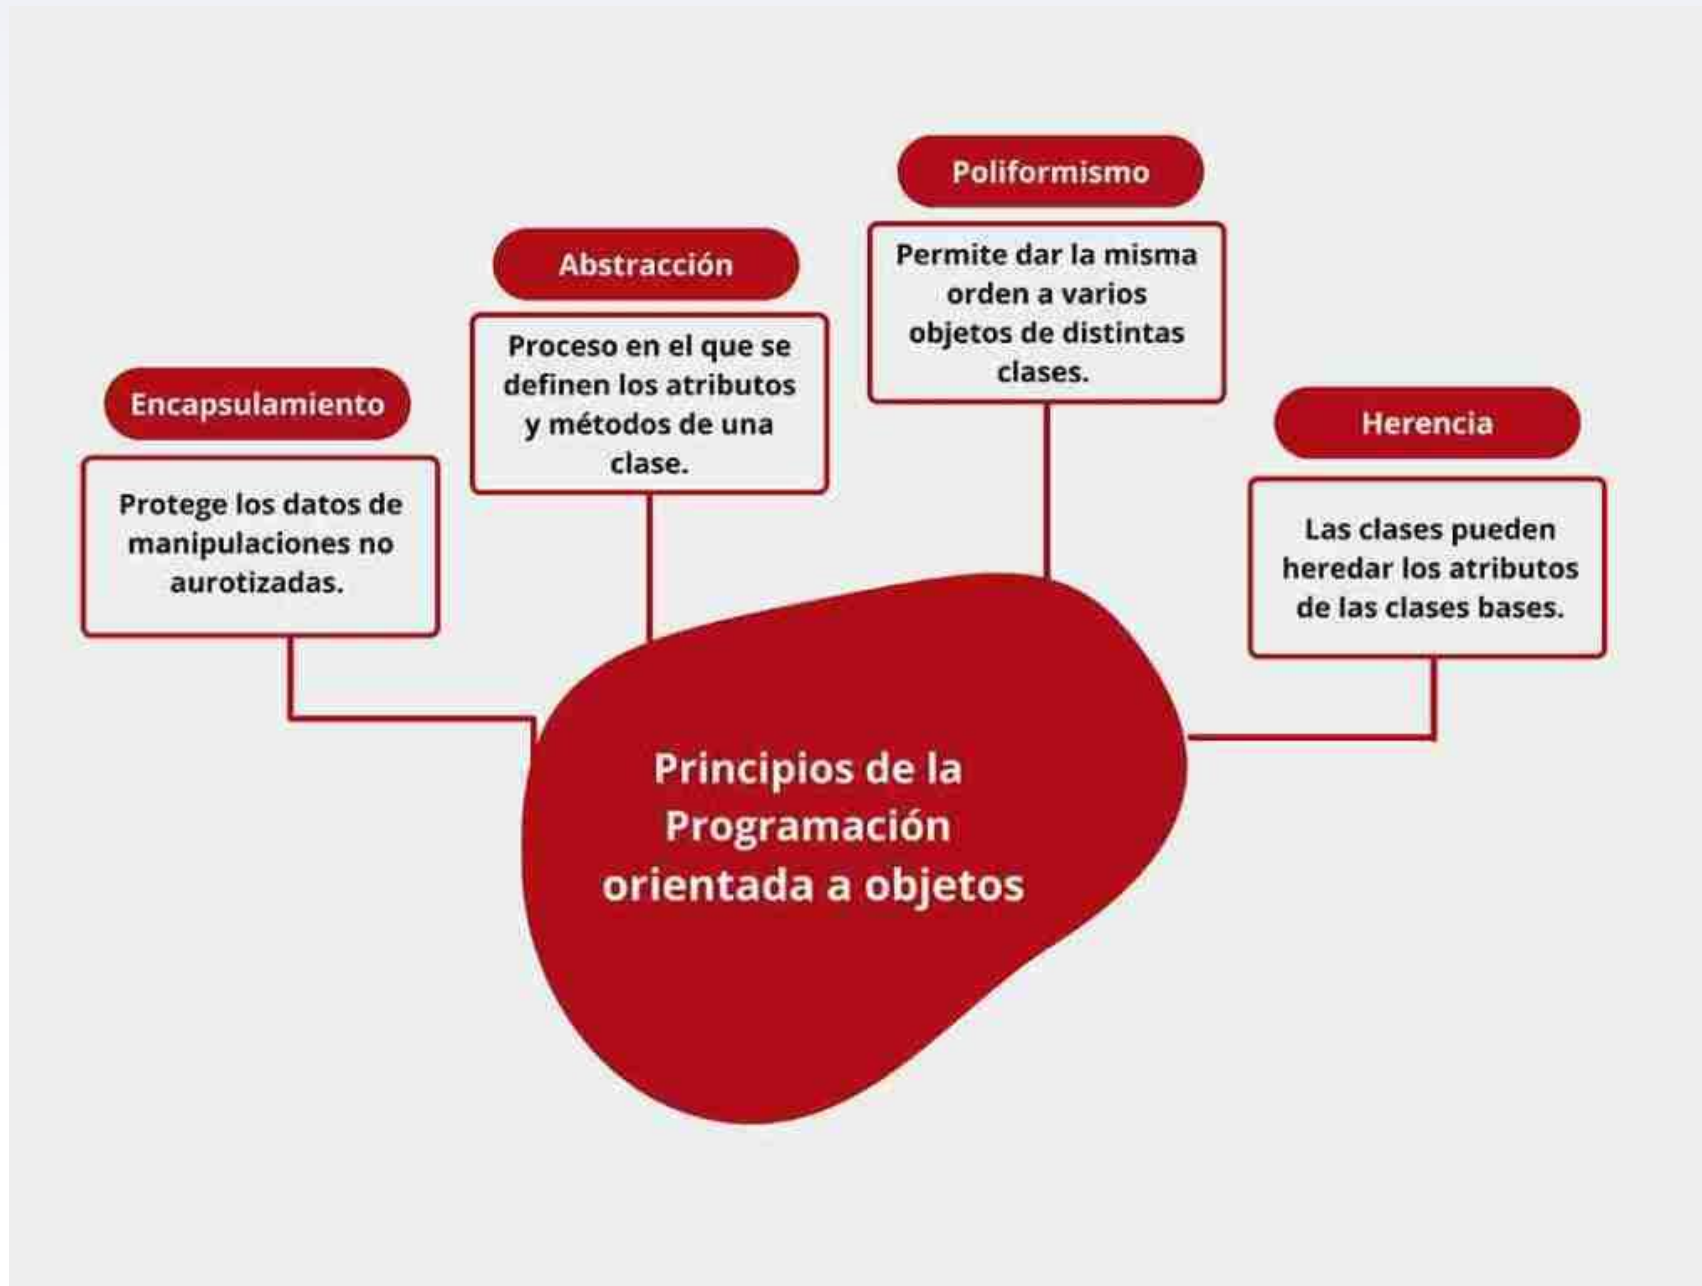 Poliformismo
Permite dar la misma
orden a varios
objetos de distintas
clases.
Abstracción
Proceso en el que se
definen los atributos
y métodos de una
clase.
Encapsulamiento
Protege los datos de
manipulaciones no
aurotizadas.
Herencia
Las clases pueden
heredar los atributos
de las clases bases.
Principios de la
Programación
orientada a objetos